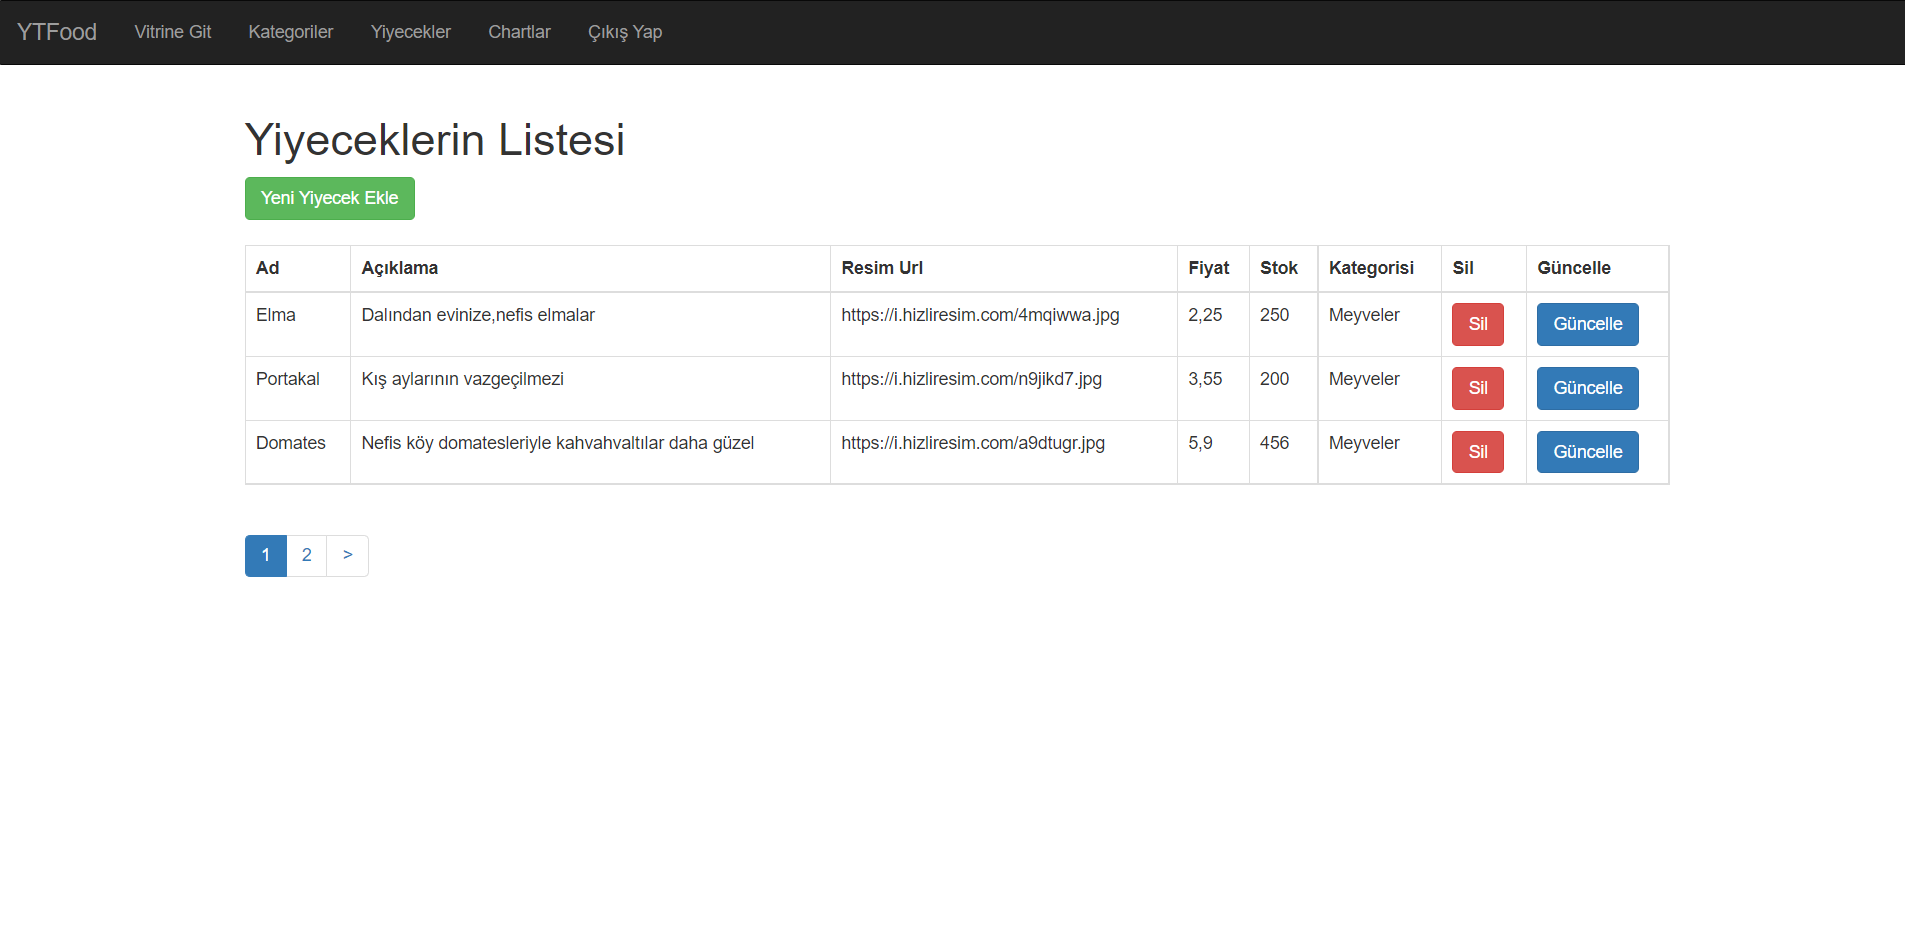 YTFood Vitrine Git Kategoriler Yiyecekler Chartlar Çıkış Yap
Yiyeceklerin Listesi
Yeni Yiyecek Ekle
Ad Açıklama Resim Url Fiyat Stok Kategorisi Sil Güncelle
Elma Dalından evinize,nefis elmalar https://i.hizliresim.com/4mqiwwa.jpg 2,25 250 Meyveler Sil Güncelle
Portakal Kış aylarının vazgeçilmezi https://i.hizliresim.com/n9jikd7.jpg 3,55 200 Meyveler Sil Güncelle
Domates Nefis köy domatesleriyle kahvahvaltılar daha güzel https://i.hizliresim.com/a9dtugr.jpg 5,9 456 Meyveler Sil Güncelle
1 2 >